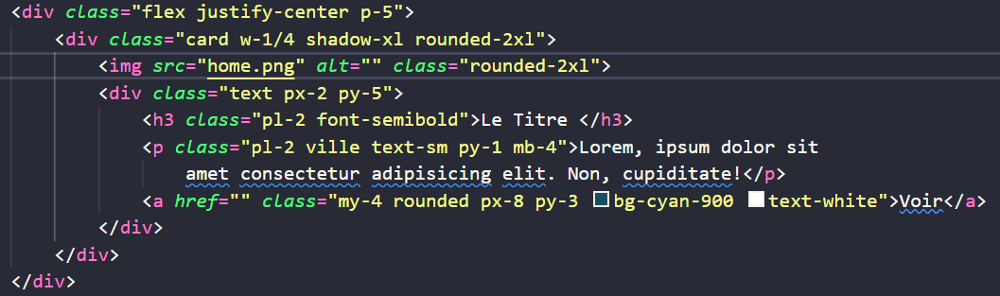 <div class="flex justify-center p-5">
<div class="card w-1/4 shadow-xl rounded-2xl">
<img src="home.png" alt="" class="rounded-2xl">
<div class="text px-2 py-5">
<h3 class="pl-2 font-semibold">Le Titre </h3>
<p class="pl-2 ville text-sm py-1 mb-4">Lorem, ipsum dolor sit
amet consectetur adipisicing elit. Non, cupiditate!</p>
<a href="" class="my-4 rounded px-8 py-3 bg-cyan-900 text-white">Voir</a>
</div>
</div>
</div>